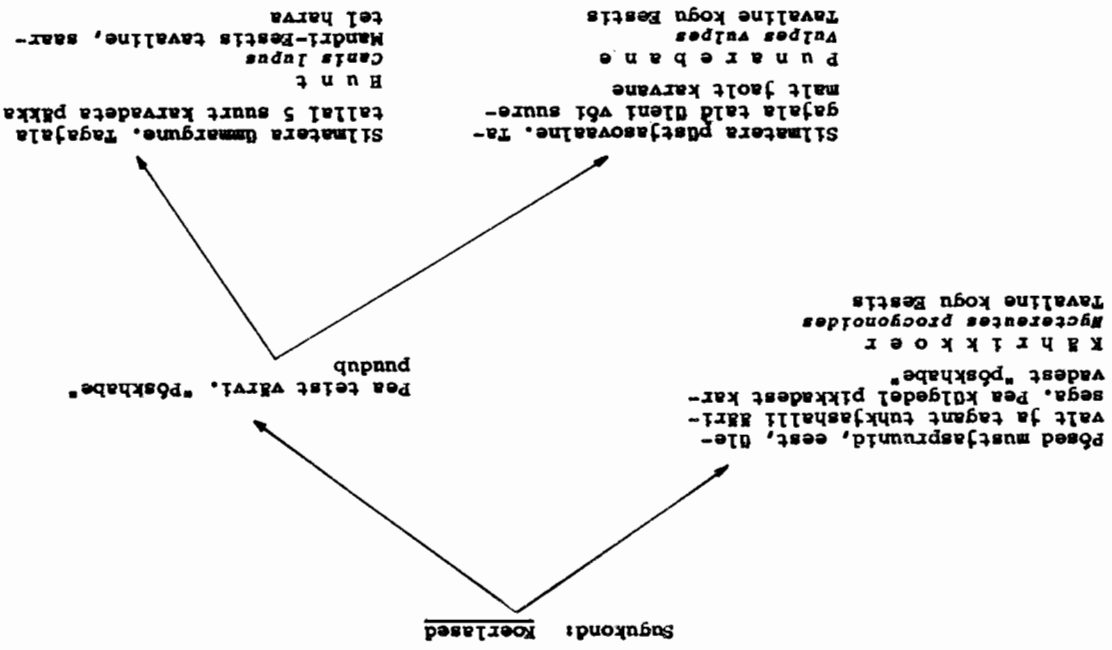 Sugukond: Koerlased
Põsed mustjaspruunid, eest, üle-
valt ja tagant tuhkjashalli ääri-
sega. Pea külgedel pikkadest kar-
vadest "põskhabe"
K ä h r i k k o e r
Nyctereutes procyonoides
Tavaline kogu Eestis
Pea teist värvi. "Põskhabe"
puudub
Silmatera püstjasovaalne. Ta-
gajala tald üleni või suure-
malt jaolt karvane
P u n a r e b a n e
Vulpes vulpes
Tavaline kogu Eestis
Silmatera ümmargune. Tagajala
tallal 5 suurt karvadeta päkka
H u n t
Canis lupus
Mandri-Eestis tavaline, saar-
tel harva